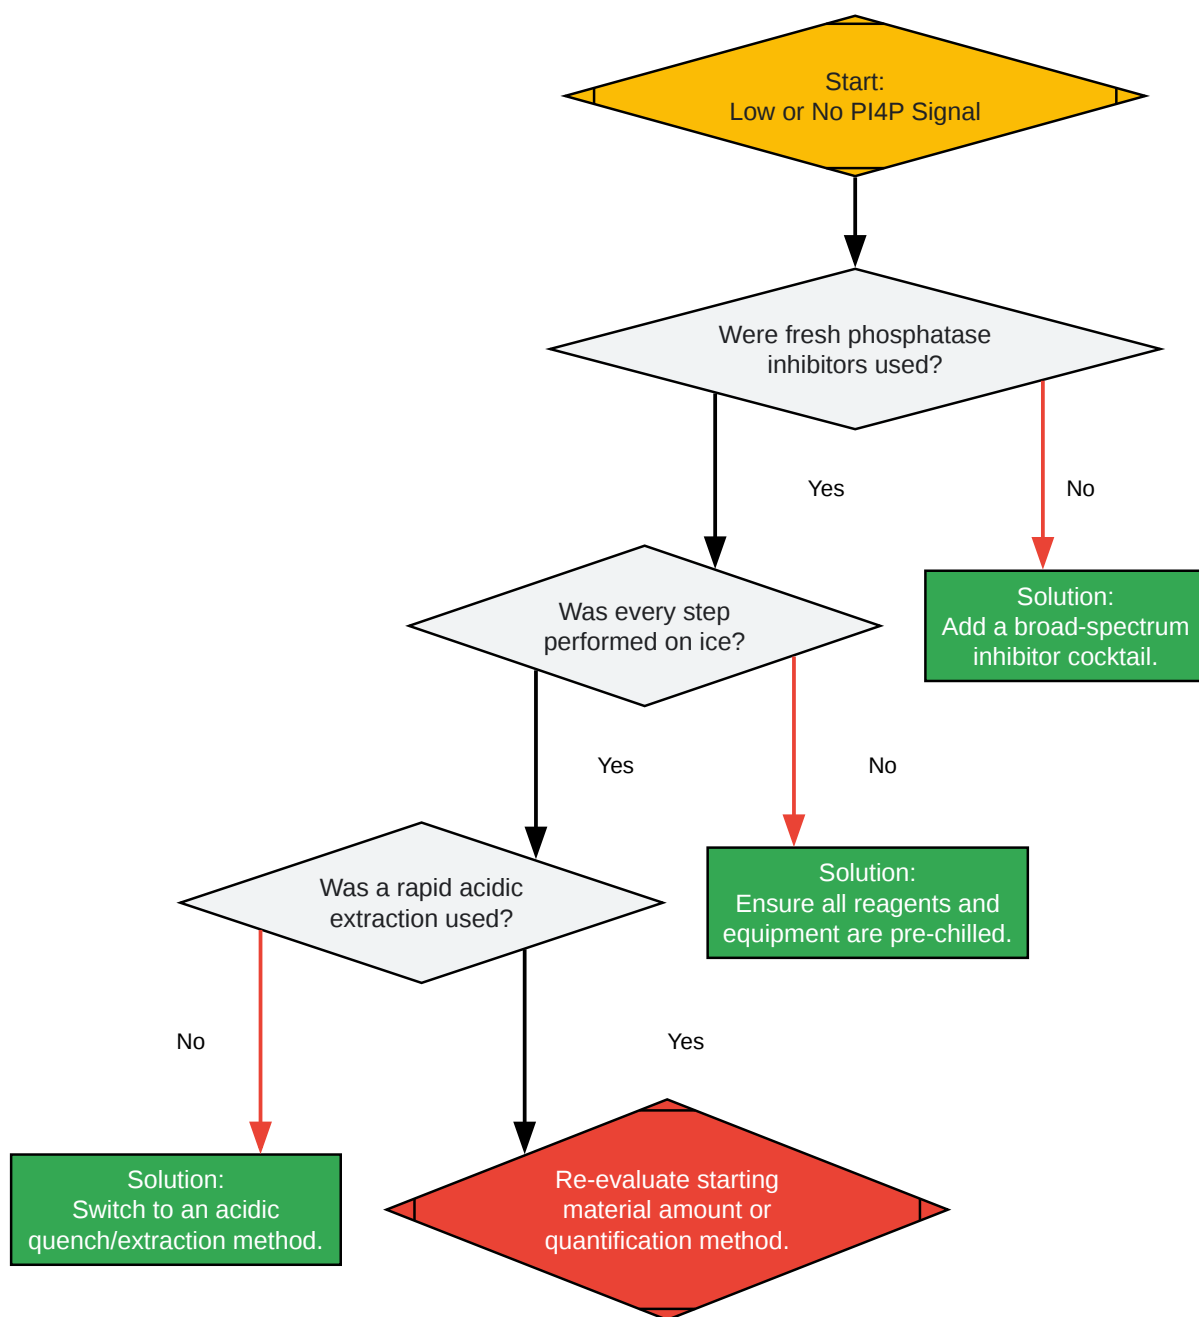 Start:
Low or No PI4P Signal
Were fresh phosphatase
inhibitors used?
Yes
No
Was every step
performed on ice?
Solution:
Add a broad-spectrum
inhibitor cocktail.
Yes
No
Was a rapid acidic
extraction used?
Solution:
Ensure all reagents and
equipment are pre-chilled.
No
Yes
Solution:
Switch to an acidic
quench/extraction method.
Re-evaluate starting
material amount or
quantification method.